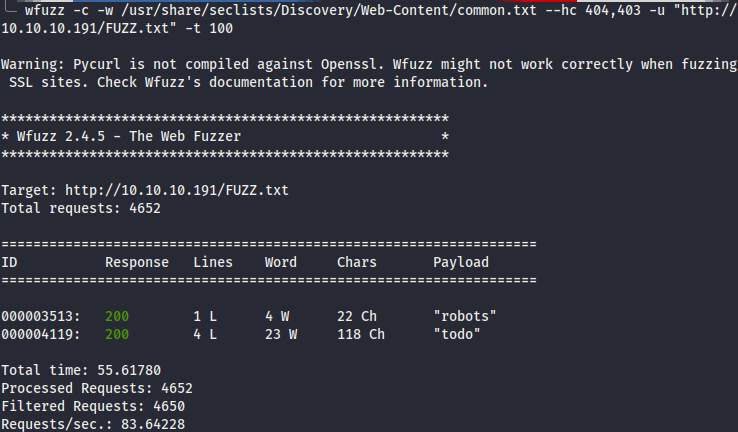 wfuzz -c -w /usr/share/seclists/Discovery/Web-Content/common.txt --hc 404,403 -u "http://
10.10.10.191/FUZZ.txt" -t 100
Warning: Pycurl is not compiled against Openssl. Wfuzz might not work correctly when fuzzing
SSL sites. Check Wfuzz's documentation for more information.
********************************************************
* Wfuzz 2.4.5 - The Web Fuzzer                         *
********************************************************
Target: http://10.10.10.191/FUZZ.txt
Total requests: 4652
===================================================================
ID           Response   Lines    Word     Chars       Payload
===================================================================
000003513:   200        1 L      4 W      22 Ch       "robots"
000004119:   200        4 L      23 W     118 Ch      "todo"
Total time: 55.61780
Processed Requests: 4652
Filtered Requests: 4650
Requests/sec.: 83.64228